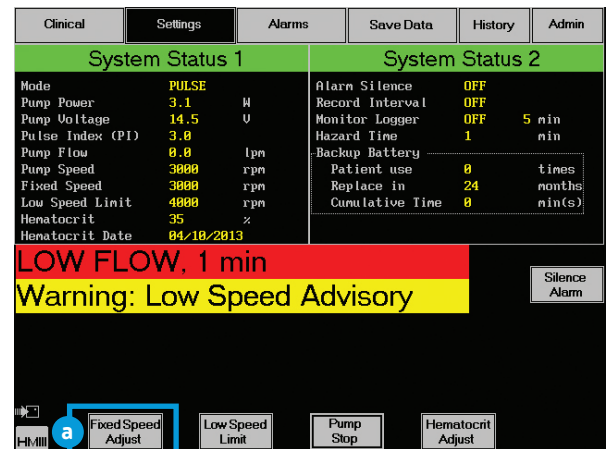 Clinical Settings Alarms Save Data History Admin
System Status 1
Mode PULSE
Pump Power 3.1 W
Pump Voltage 14.5 V
Pulse Index (PI) 3.0
Pump Flow 0.0 lpm
Pump Speed 3000 rpm
Fixed Speed 3000 rpm
Low Speed Limit 4000 rpm
Hematocrit 35 %
Hematocrit Date 04/10/2013
System Status 2
Alarm Silence OFF
Record Interval OFF
Monitor Logger OFF 5 min
Hazard Time 1 min
Backup Battery
Patient use 0 times
Replace in 24 months
Cumulative Time 0 min(s)
LOW FLOW, 1 min
Warning: Low Speed Advisory
Silence
Alarm
HMIII
a
Fixed Speed
Adjust
Low Speed
Limit
Pump
Stop
Hematocrit
Adjust